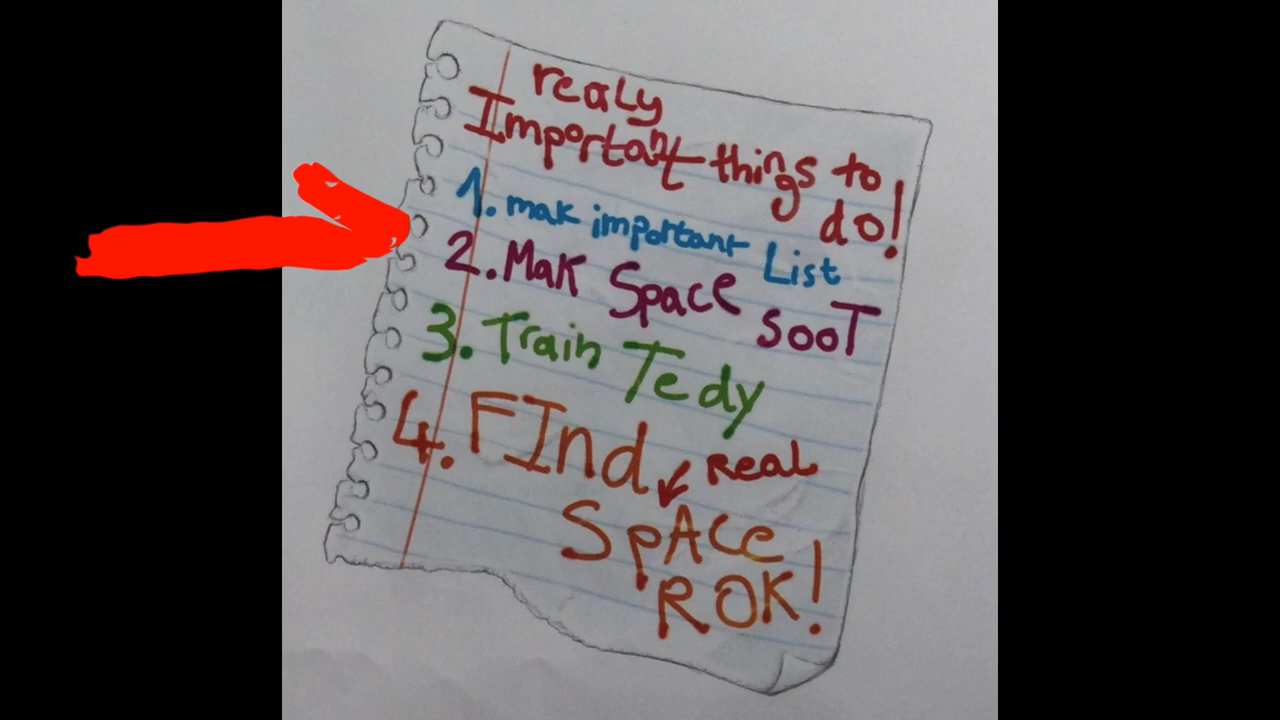 realy
Important things to
do!
1. mak important List
2. Mak Space sooT
3. Train Tedy
4. FInd real
SpACe
ROK!